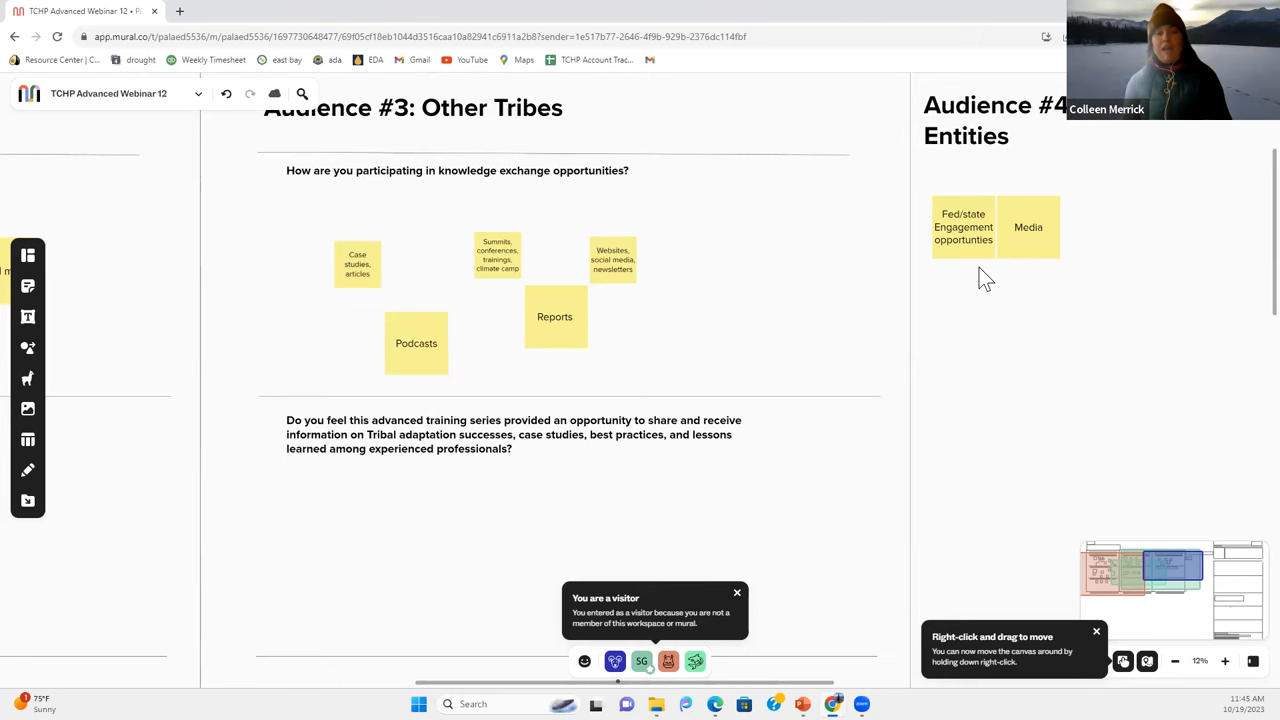 TCHP Advanced Webinar 12 • P
app.mural.co/t/palaed5536/m/palaed5536/1697730648477/69f05cf18eb1044d351e3aa10d82941c6911a2b8?sender=1e517b77-2646-4f9b-929b-2376dc114fbf
Resource Center | C...
drought
Weekly Timesheet
east bay
ada
EDA
Gmail
YouTube
Maps
TCHP Account Trac...
TCHP Advanced Webinar 12
Colleen Merrick
Audience #3: Other Tribes
How are you participating in knowledge exchange opportunities?
Case
studies,
articles
Summits,
conferences,
trainings,
climate camp
Websites,
social media,
newsletters
Podcasts
Reports
Do you feel this advanced training series provided an opportunity to share and receive
information on Tribal adaptation successes, case studies, best practices, and lessons
learned among experienced professionals?
Audience #4
Entities
Fed/state
Engagement
opportunties
Media
You are a visitor
You entered as a visitor because you are not a
member of this workspace or mural.
SG
Right-click and drag to move
You can now move the canvas around by
holding down right-click.
12%
75°F
Sunny
Search
11:45 AM
10/19/2023